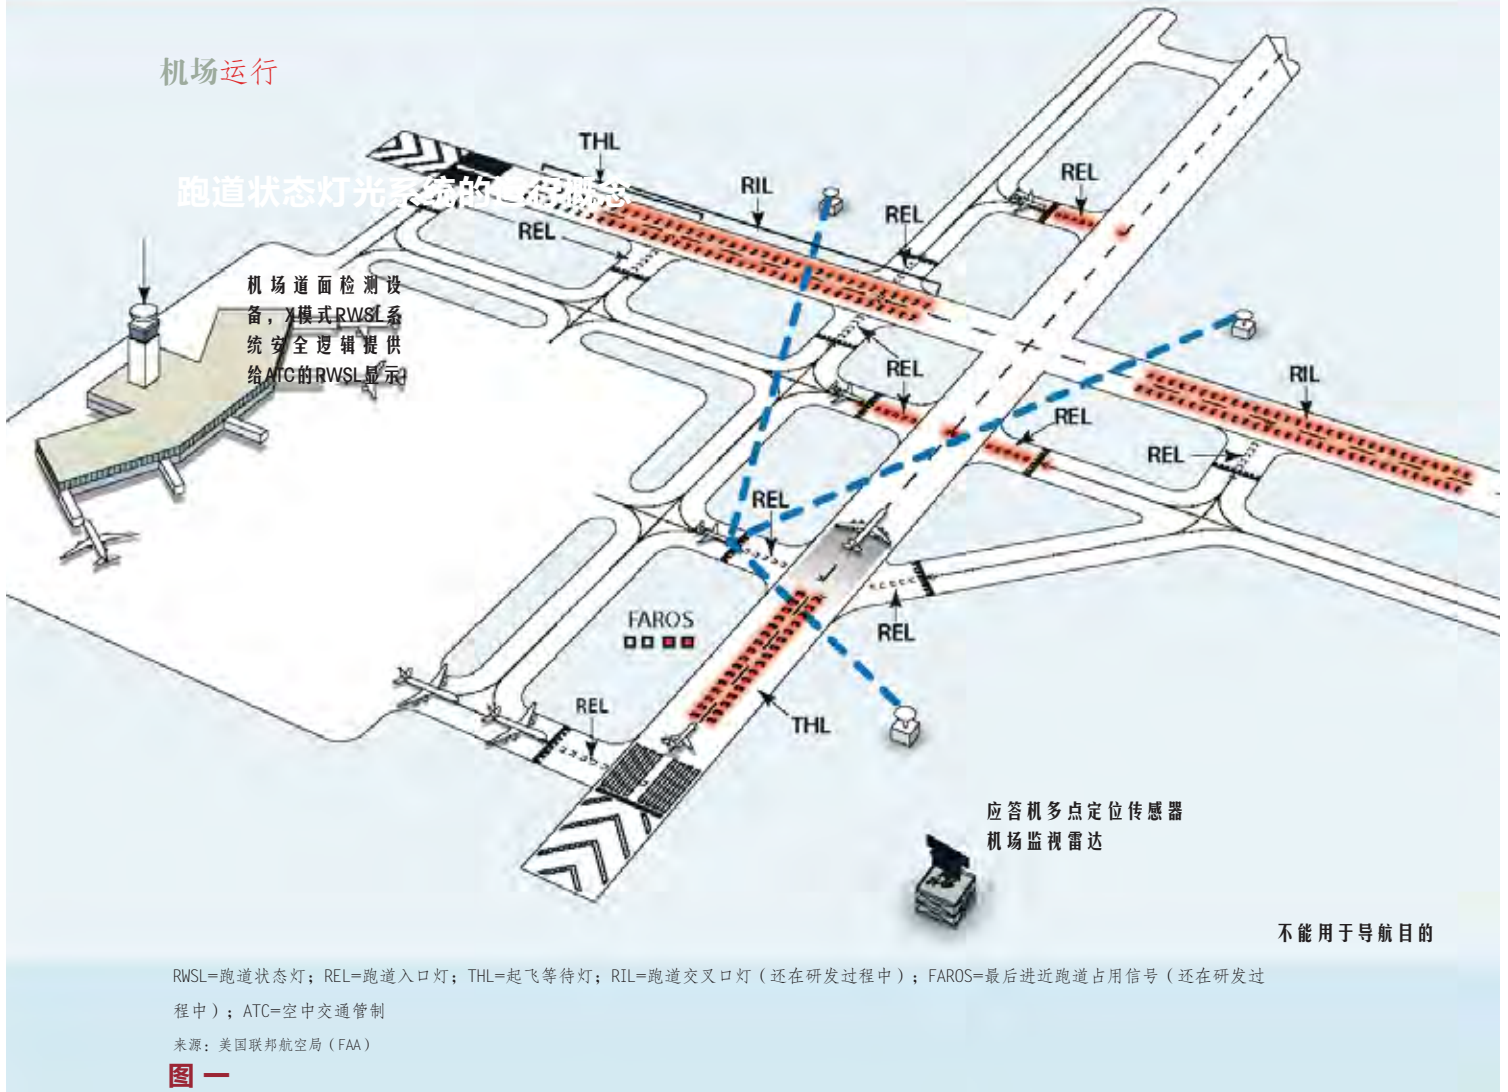 机场运行
THL
跑道状态灯光系统的运行概念
RIL
REL
REL
REL
机场道面检测设
备，X模式RWSL系
统安全逻辑提供
给ATC的RWSL显示
REL
RIL
REL
REL
REL
FAROS
REL
REL
THL
应答机多点定位传感器
机场监视雷达
不能用于导航目的
RWSL=跑道状态灯；REL=跑道入口灯；THL=起飞等待灯；RIL=跑道交叉口灯（还在研发过程中）；FAROS=最后进近跑道占用信号（还在研发过
程中）；ATC=空中交通管制
来源：美国联邦航空局（FAA）
图一